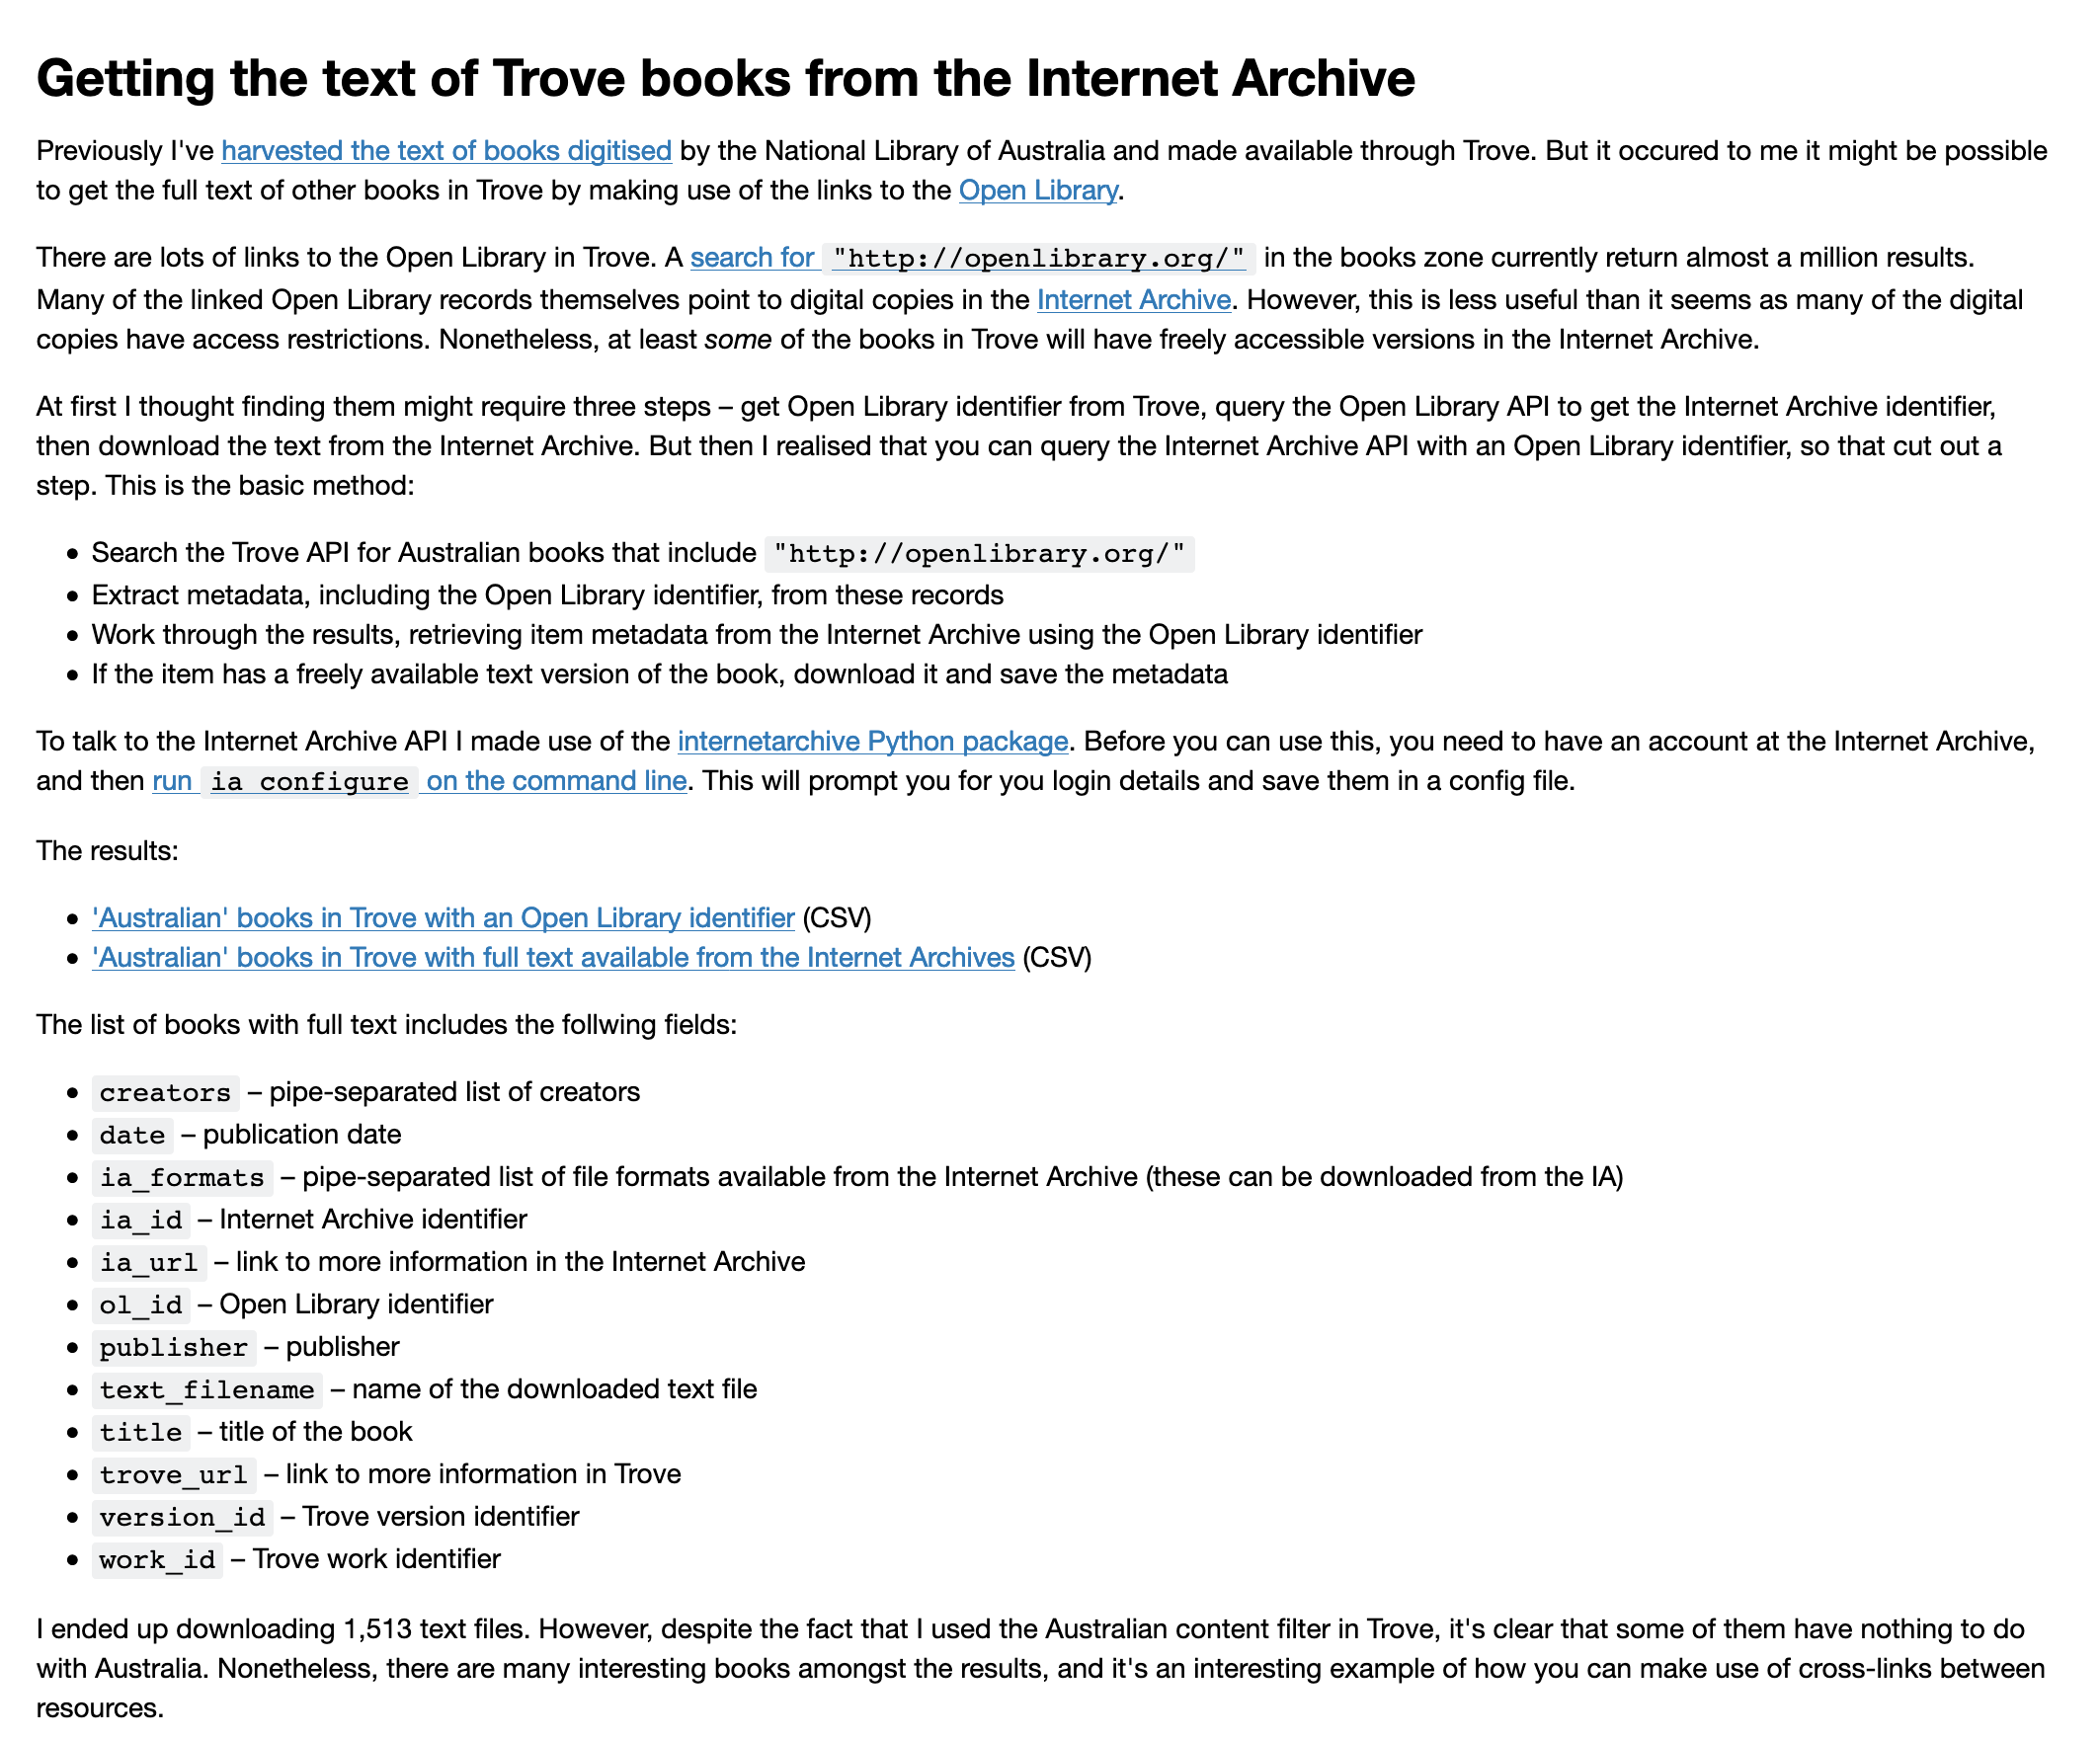 Getting the text of Trove books from the Internet Archive
Previously I've harvested the text of books digitised by the National Library of Australia and made available through Trove. But it occured to me it might be possible
to get the full text of other books in Trove by making use of the links to the Open Library.
There are lots of links to the Open Library in Trove. A search for "http://openlibrary.org/" in the books zone currently return almost a million results.
Many of the linked Open Library records themselves point to digital copies in the Internet Archive. However, this is less useful than it seems as many of the digital
copies have access restrictions. Nonetheless, at least some of the books in Trove will have freely accessible versions in the Internet Archive.
At first I thought finding them might require three steps – get Open Library identifier from Trove, query the Open Library API to get the Internet Archive identifier,
then download the text from the Internet Archive. But then I realised that you can query the Internet Archive API with an Open Library identifier, so that cut out a
step. This is the basic method:
• Search the Trove API for Australian books that include "http://openlibrary.org/"
• Extract metadata, including the Open Library identifier, from these records
• Work through the results, retrieving item metadata from the Internet Archive using the Open Library identifier
• If the item has a freely available text version of the book, download it and save the metadata
To talk to the Internet Archive API I made use of the internetarchive Python package. Before you can use this, you need to have an account at the Internet Archive,
and then run ia configure on the command line. This will prompt you for you login details and save them in a config file.
The results:
• 'Australian' books in Trove with an Open Library identifier (CSV)
• 'Australian' books in Trove with full text available from the Internet Archives (CSV)
The list of books with full text includes the follwing fields:
• creators – pipe-separated list of creators
• date – publication date
• ia_formats – pipe-separated list of file formats available from the Internet Archive (these can be downloaded from the IA)
• ia_id – Internet Archive identifier
• ia_url – link to more information in the Internet Archive
• ol_id – Open Library identifier
• publisher – publisher
• text_filename – name of the downloaded text file
• title – title of the book
• trove_url – link to more information in Trove
• version_id – Trove version identifier
• work_id – Trove work identifier
I ended up downloading 1,513 text files. However, despite the fact that I used the Australian content filter in Trove, it's clear that some of them have nothing to do
with Australia. Nonetheless, there are many interesting books amongst the results, and it's an interesting example of how you can make use of cross-links between
resources.